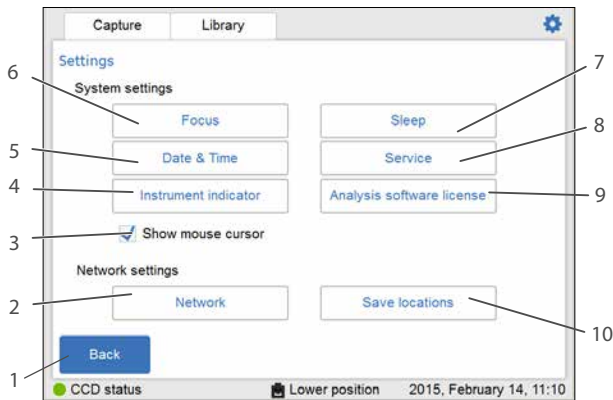 Capture Library
Settings
6 7
System settings
Focus Sleep
8
5 Date & Time Service
4 Instrument indicator Analysis software license 9
3 Show mouse cursor
Network settings
2 Network Save locations
10
Back
1
CCD status Lower position 2015, February 14, 11:10